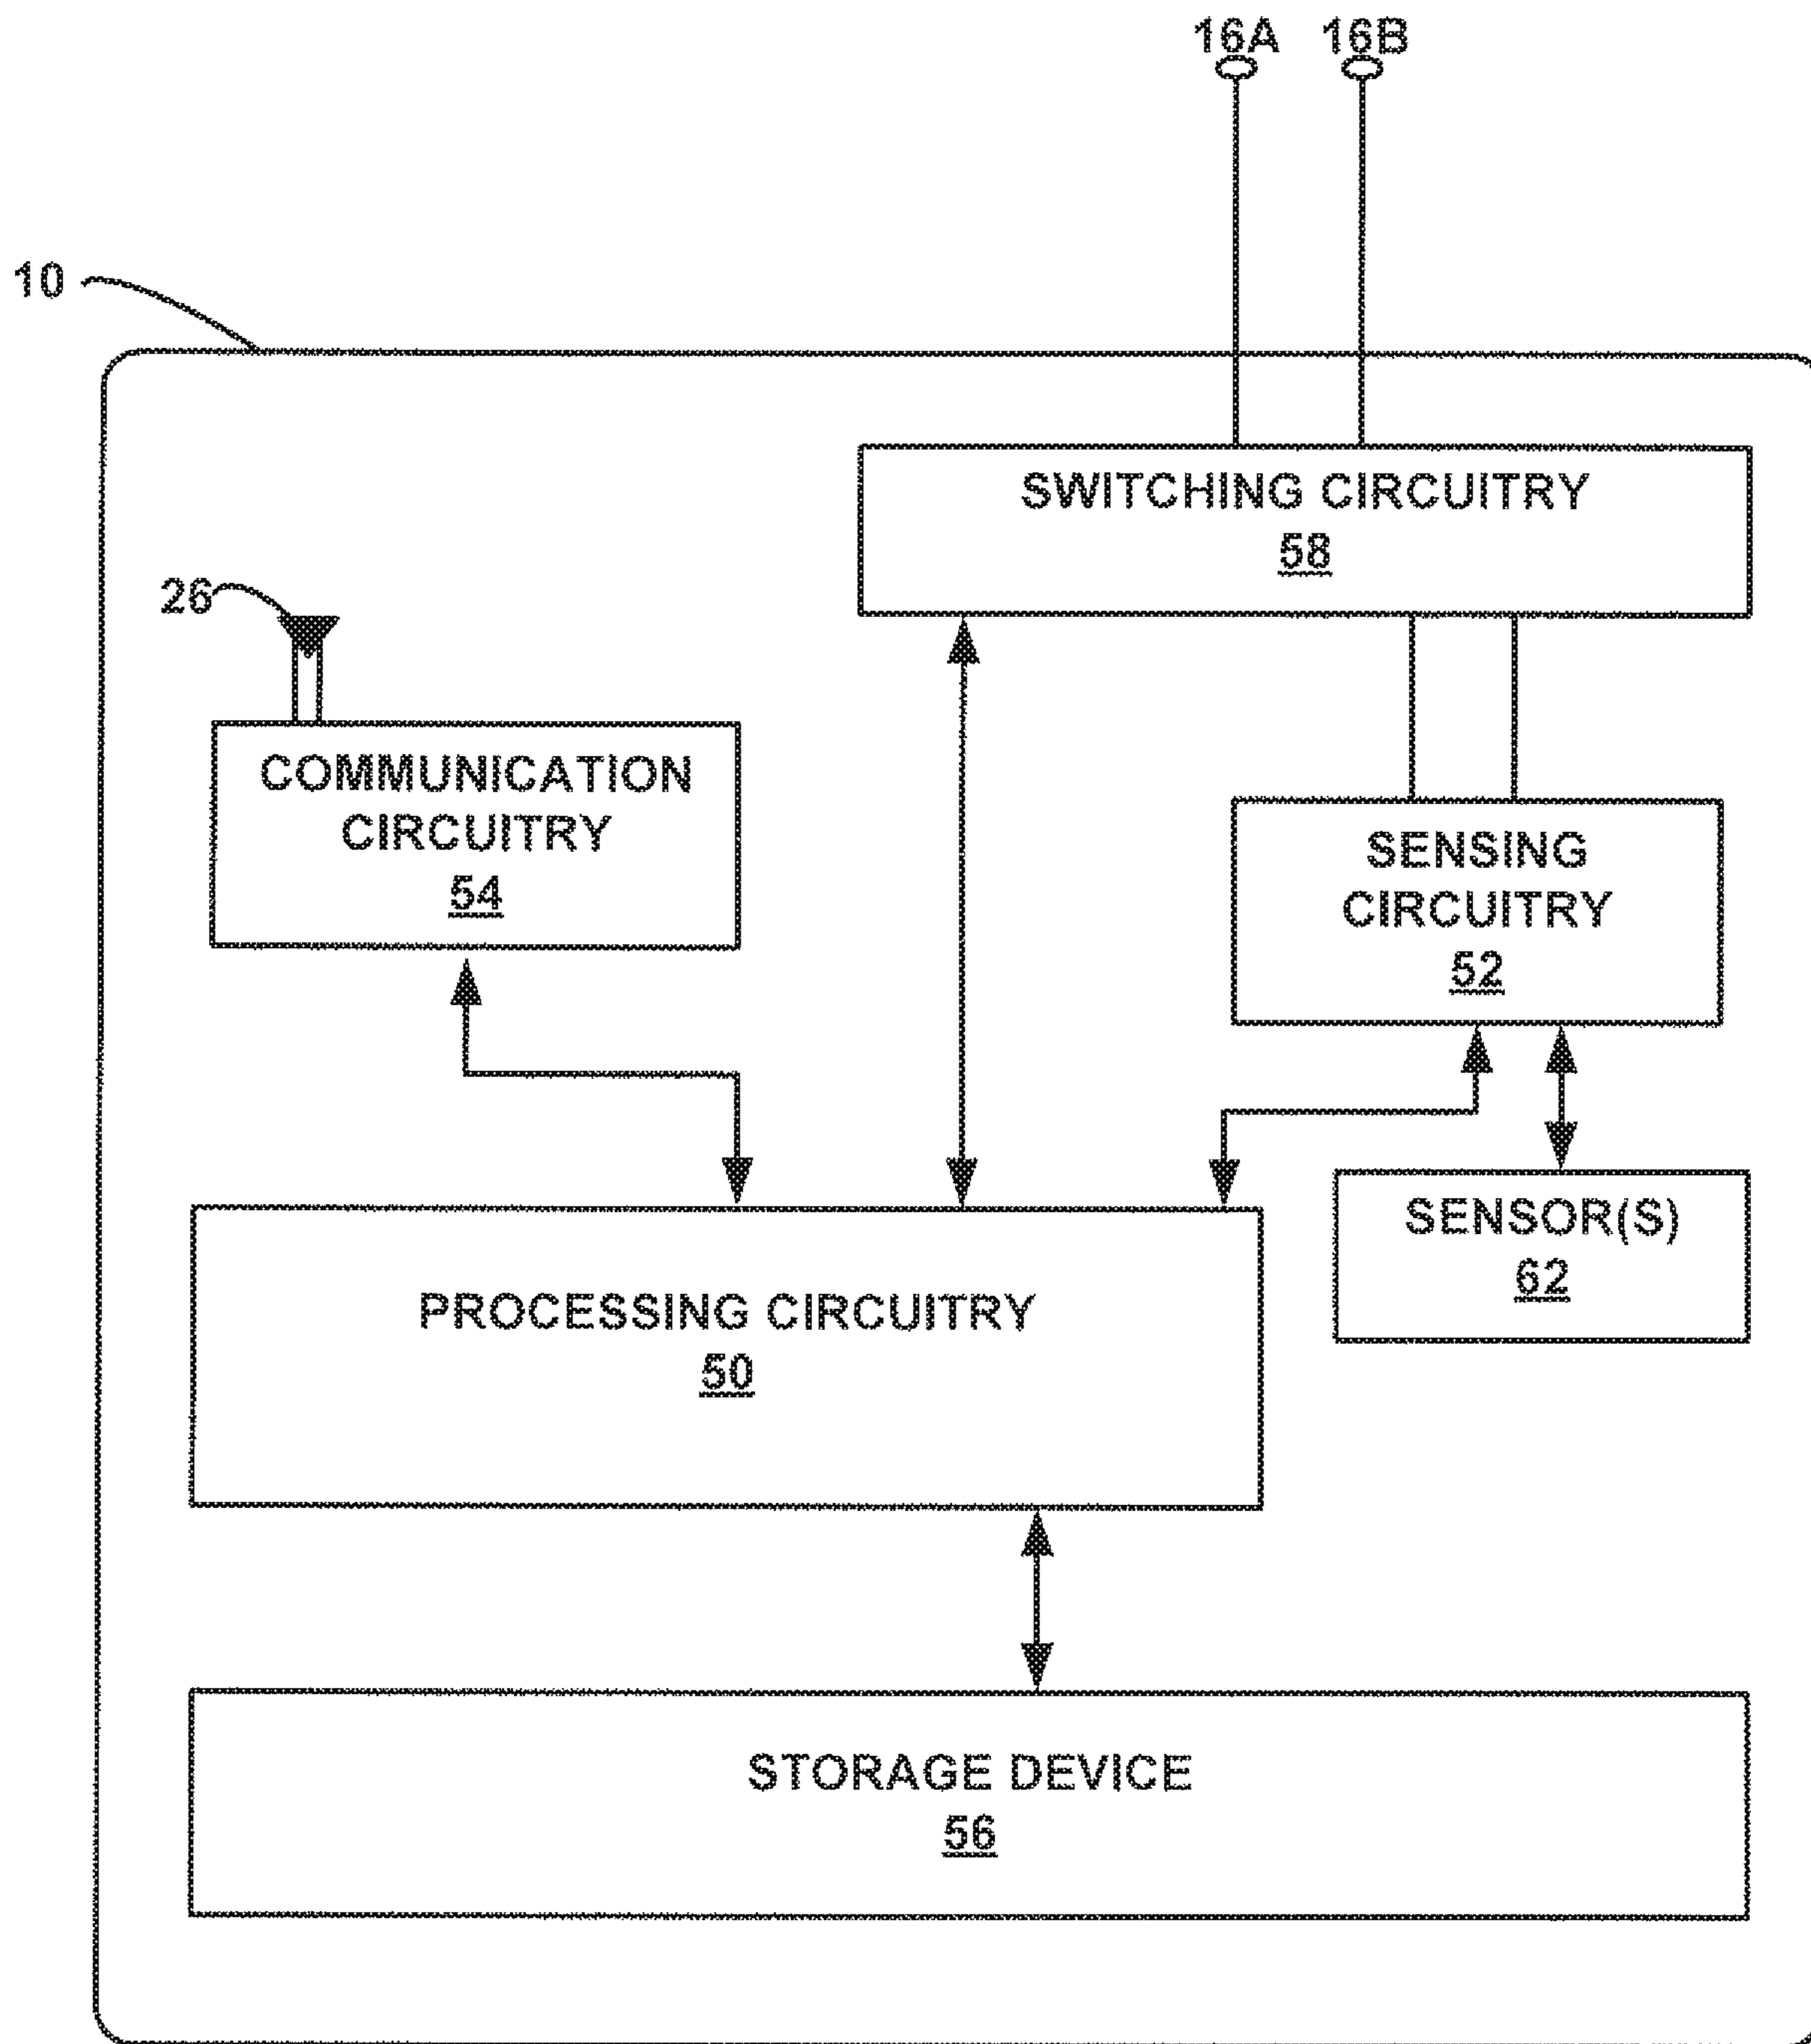 16A 16B
10
SWITCHING CIRCUITRY
58
26
COMMUNICATION
CIRCUITRY
54
SENSING
CIRCUITRY
52
SENSOR(S)
62
PROCESSING CIRCUITRY
50
STORAGE DEVICE
56